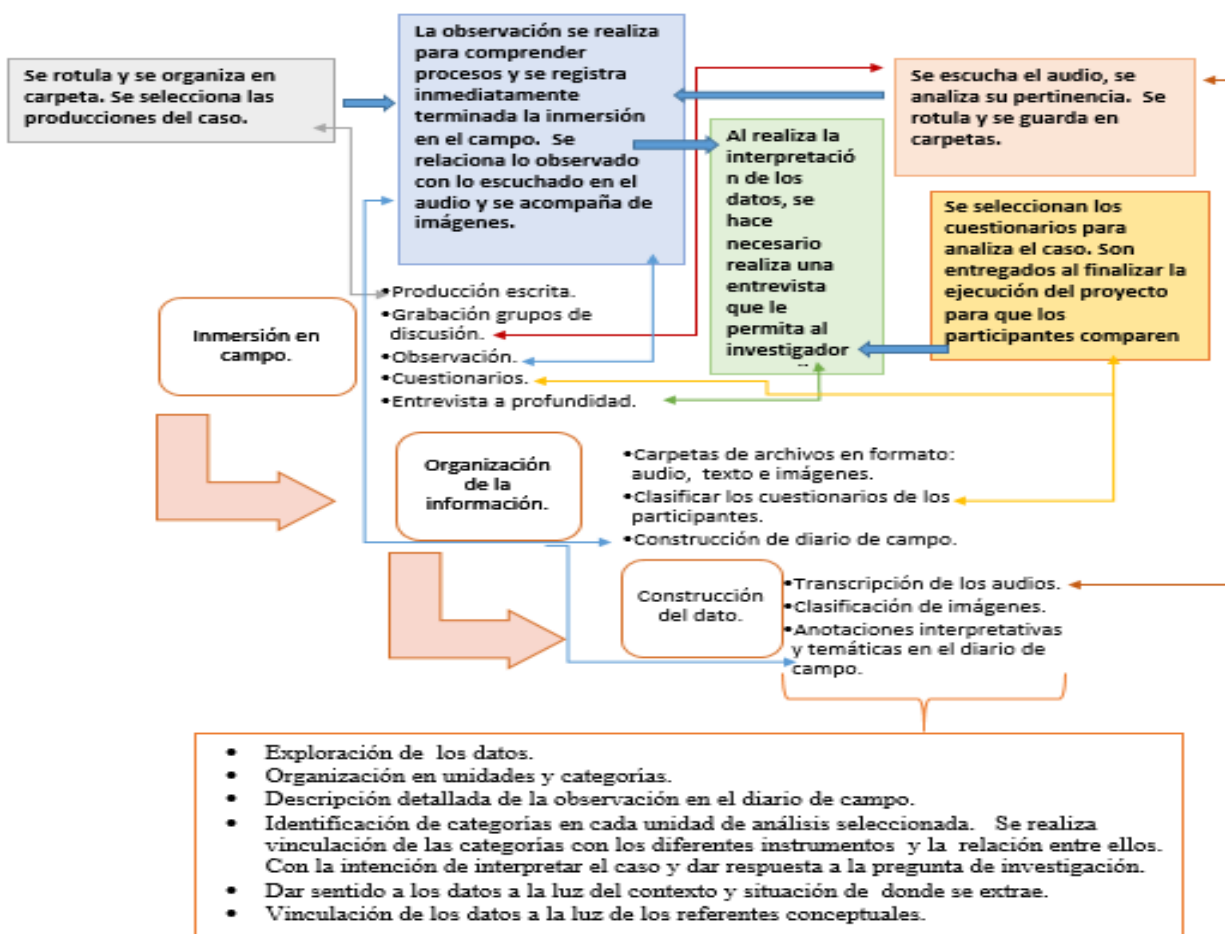 Se rotula y se organiza en
carpeta. Se selecciona las
producciones del caso.
La observación se realiza
para comprender
procesos y se registra
inmediatamente
terminada la inmersión
en el campo. Se
relaciona lo observado
con lo escuchado en el
audio y se acompaña de
imágenes.
Se escucha el audio, se
analiza su pertinencia. Se
rotula y se guarda en
carpetas.
Al realiza la
interpretació
n de los
datos, se
hace
necesario
realiza una
entrevista
que le
permita al
investigador
Se seleccionan los
cuestionarios para
analiza el caso. Son
entregados al finalizar la
ejecución del proyecto
para que los
participantes comparen
Inmersión en
campo.
•Producción escrita.
•Grabación grupos de
discusión.
•Observación.
•Cuestionarios.
•Entrevista a profundidad.
Organización
de la
información.
•Carpetas de archivos en formato:
audio, texto e imágenes.
•Clasificar los cuestionarios de los
participantes.
•Construcción de diario de campo.
Construcción
del dato.
•Transcripción de los audios.
•Clasificación de imágenes.
•Anotaciones interpretativas
y temáticas en el diario de
campo.
• Exploración de los datos.
• Organización en unidades y categorías.
• Descripción detallada de la observación en el diario de campo.
• Identificación de categorías en cada unidad de análisis seleccionada. Se realiza
vinculación de las categorías con los diferentes instrumentos y la relación entre ellos.
Con la intención de interpretar el caso y dar respuesta a la pregunta de investigación.
• Dar sentido a los datos a la luz del contexto y situación de donde se extrae.
• Vinculación de los datos a la luz de los referentes conceptuales.